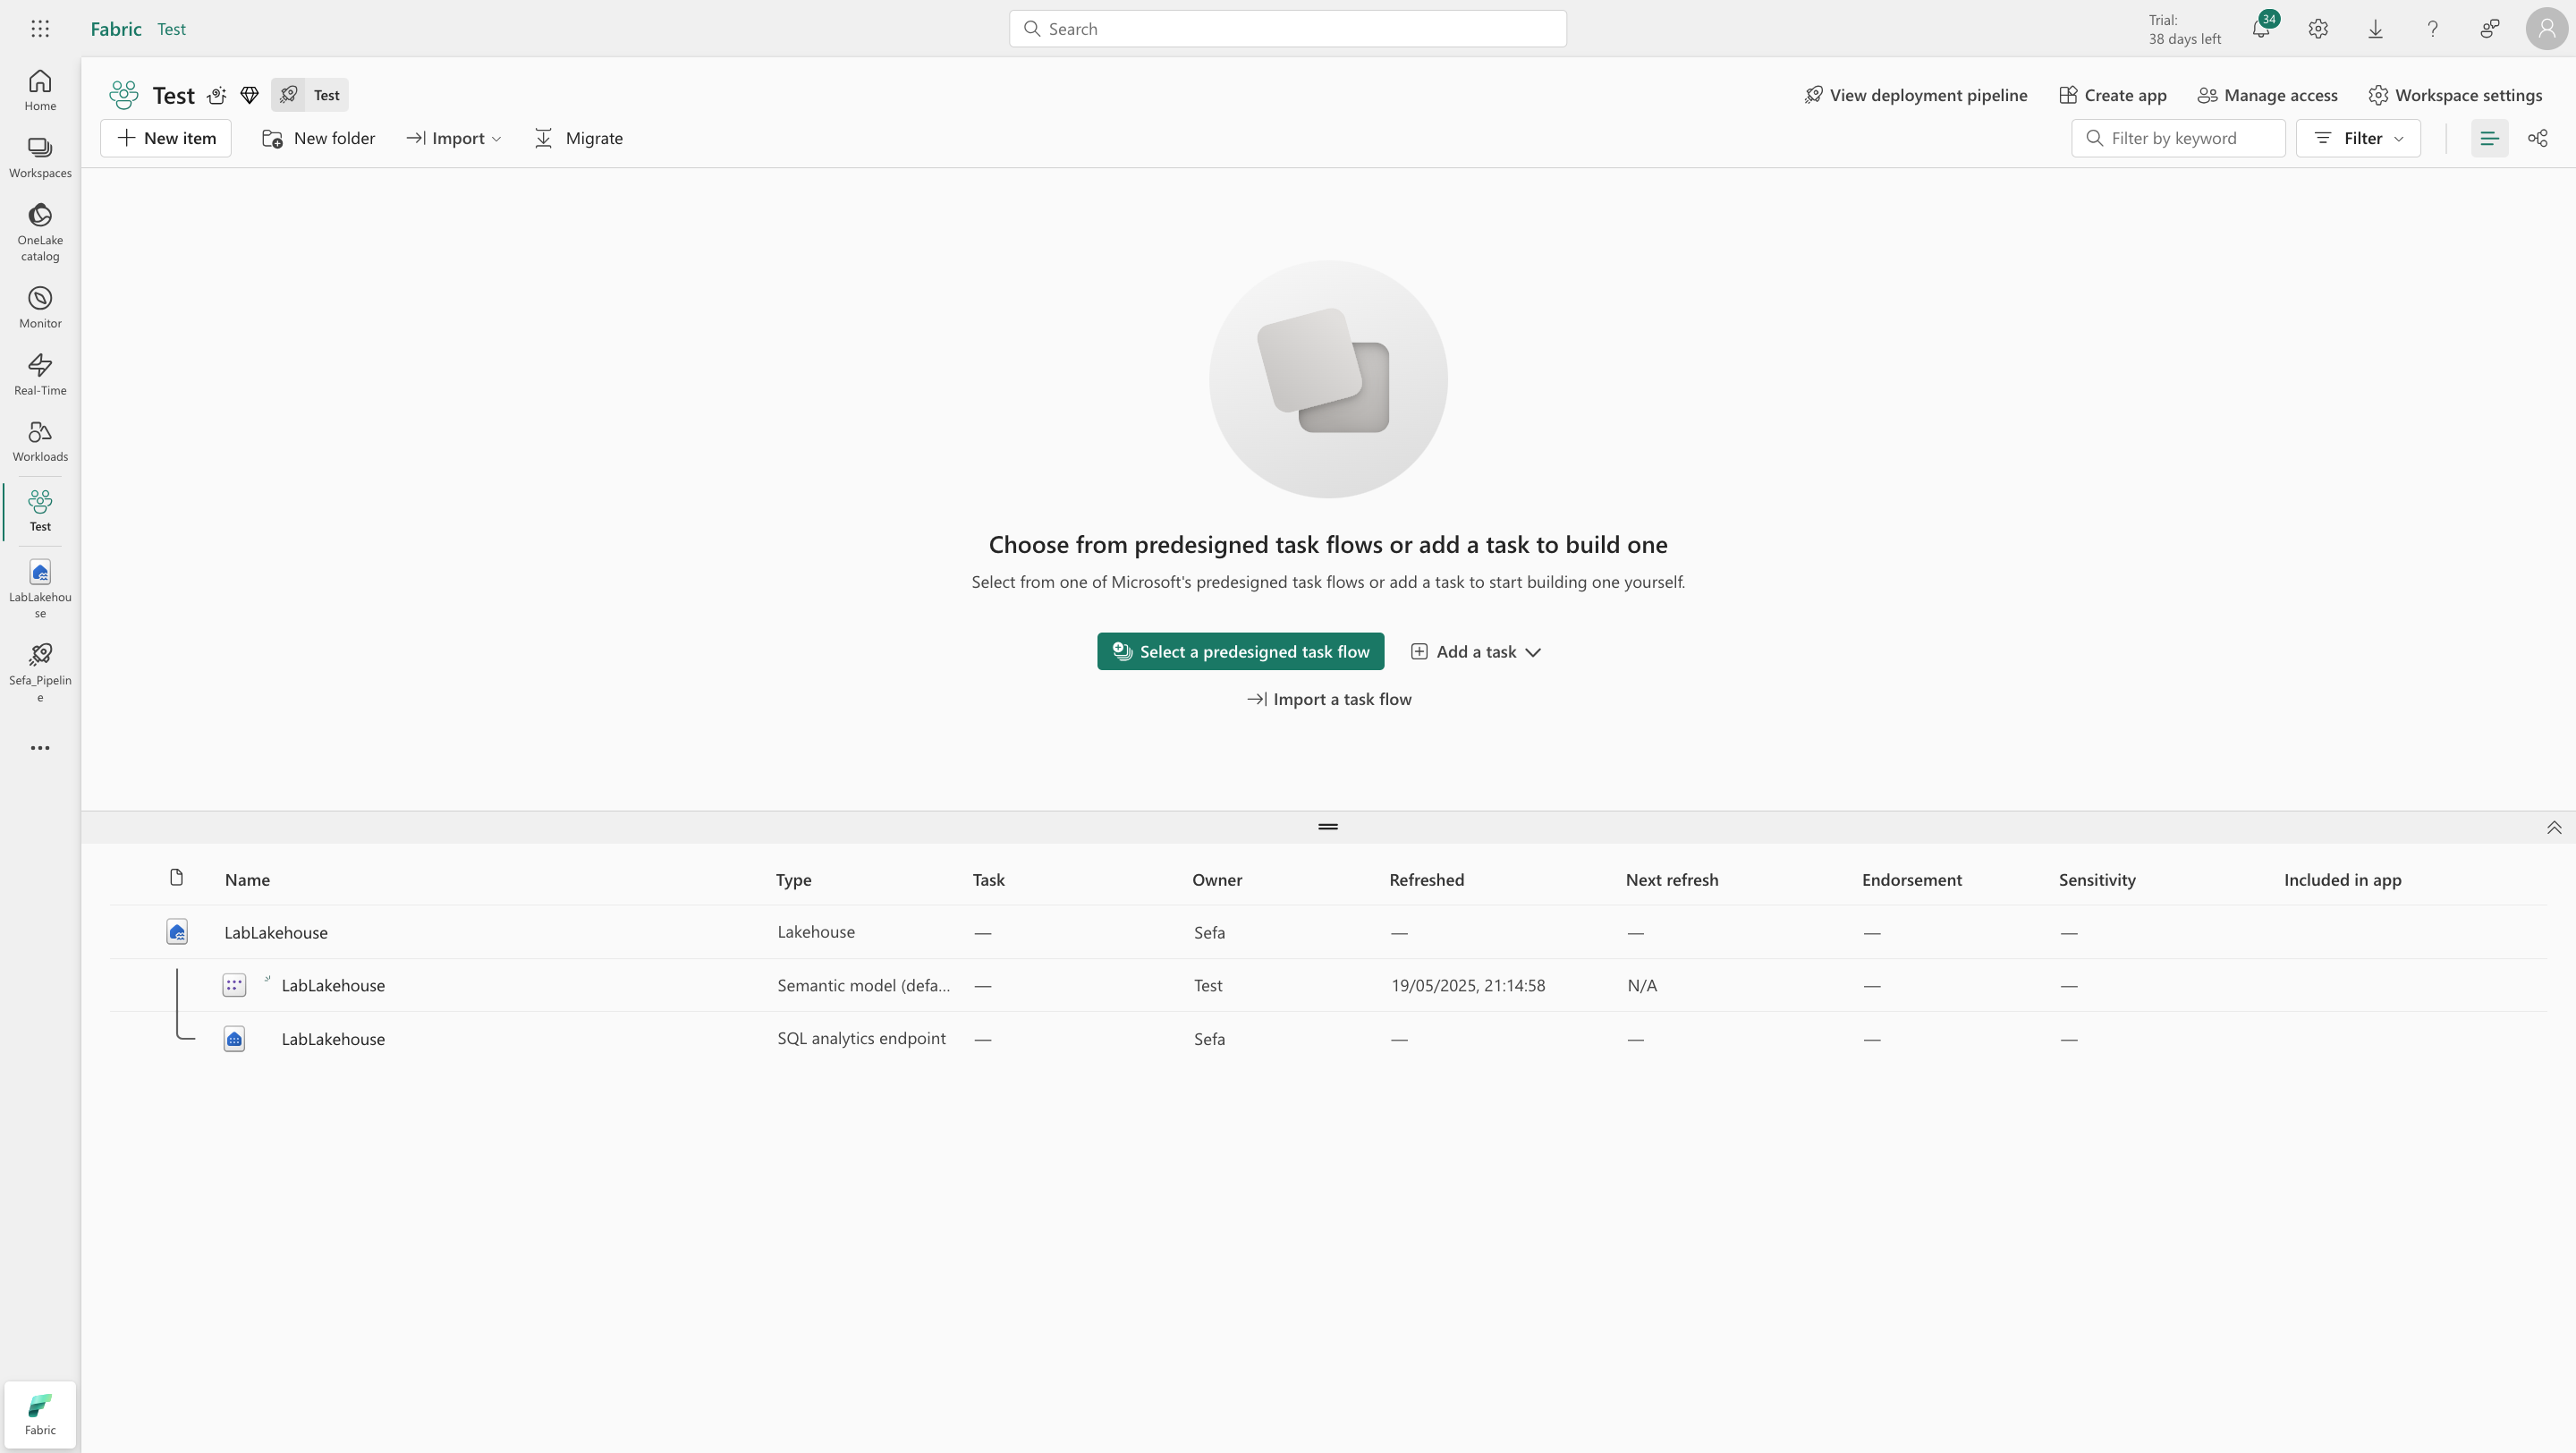 Fabric Test
Search
Trial:
38 days left
34
Home
Workspaces
OneLake
catalog
Monitor
Real-Time
Workloads
Test
LabLakehou
se
Sefa_Pipelin
e
Fabric
Test
Test
View deployment pipeline
Create app
Manage access
Workspace settings
New item
New folder
Import
Migrate
Filter by keyword
Filter
Choose from predesigned task flows or add a task to build one
Select from one of Microsoft's predesigned task flows or add a task to start building one yourself.
Select a predesigned task flow
Add a task
Import a task flow
Name Type Task Owner Refreshed Next refresh Endorsement Sensitivity Included in app
LabLakehouse Lakehouse — Sefa — — — —
LabLakehouse Semantic model (defa... — Test 19/05/2025, 21:14:58 N/A — —
LabLakehouse SQL analytics endpoint — Sefa — — — —